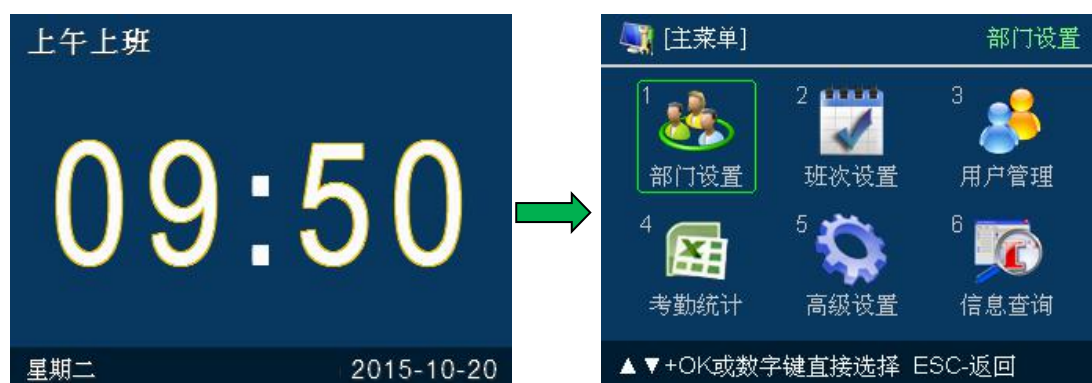 上午上班
09:50
星期二 2015-10-20
[主菜单] 部门设置
1 2 3
部门设置 班次设置 用户管理
4 5 6
考勤统计 高级设置 信息查询
▲▼+OK或数字键直接选择 ESC-返回